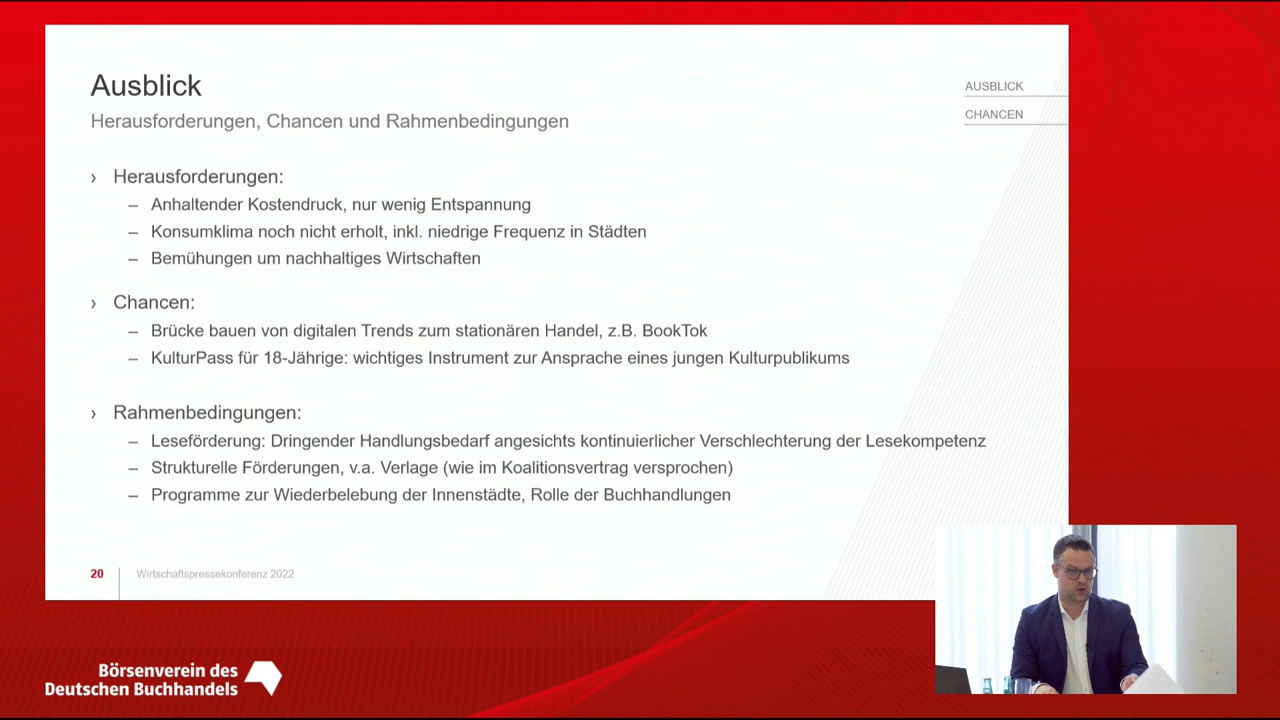 Ausblick
Herausforderungen, Chancen und Rahmenbedingungen
AUSBLICK
CHANCEN
› Herausforderungen:
– Anhaltender Kostendruck, nur wenig Entspannung
– Konsumklima noch nicht erholt, inkl. niedrige Frequenz in Städten
– Bemühungen um nachhaltiges Wirtschaften
› Chancen:
– Brücke bauen von digitalen Trends zum stationären Handel, z.B. BookTok
– KulturPass für 18-Jährige: wichtiges Instrument zur Ansprache eines jungen Kulturpublikums
› Rahmenbedingungen:
– Leseförderung: Dringender Handlungsbedarf angesichts kontinuierlicher Verschlechterung der Lesekompetenz
– Strukturelle Förderungen, v.a. Verlage (wie im Koalitionsvertrag versprochen)
– Programme zur Wiederbelebung der Innenstädte, Rolle der Buchhandlungen
20 Wirtschaftspressekonferenz 2022
Börsenverein des
Deutschen Buchhandels